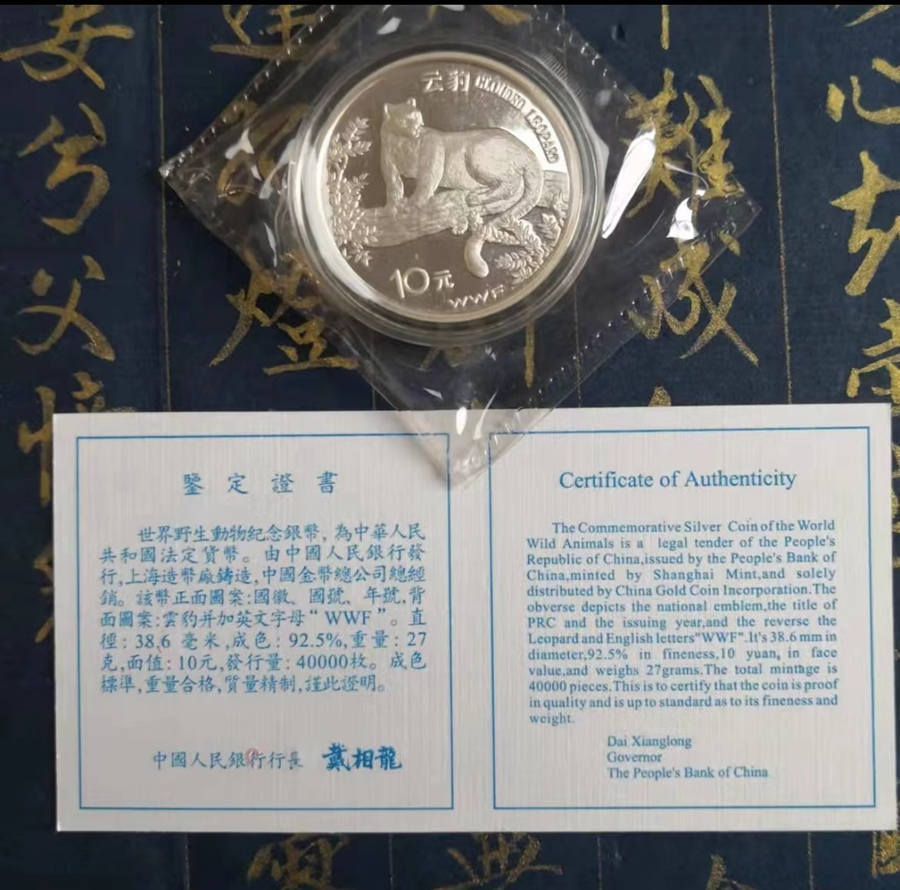 云豹 CLOUDED LEOPARD
10元
WWF
妄
兮
父
燈
難
成
心
鑒定證書
世界野生動物紀念銀幣，為中華人民
共和國法定貨幣。由中國人民銀行發
行,上海造幣廠鑄造,中國金幣總公司總經
銷。該幣正面圖案:國徽、國號、年號,背
面圖案:雲豹并加英文字母“WWF”。直
徑：38.6 毫米,成色：92.5%,重量：27
克,面值：10元,發行量：40000枚。成色
標準,重量合格,質量精制,謹此證明。
中國人民銀行行長 戴相龍
Certificate of Authenticity
The Commemorative Silver Coin of the World
Wild Animals is a legal tender of the People's
Republic of China,issued by the People's Bank of
China,minted by Shanghai Mint,and solely
distributed by China Gold Coin Incorporation.The
obverse depicts the national emblem,the title of
PRC and the issuing year,and the reverse the
Leopard and English letters"WWF".It's 38.6 mm in
diameter,92.5% in fineness,10 yuan, in face
value,and weighs 27grams.The total mintage is
40000 pieces.This is to certify that the coin is proof
in quality and is up to standard as to its fineness and
weight.
Dai Xianglong
Governor
The People's Bank of China